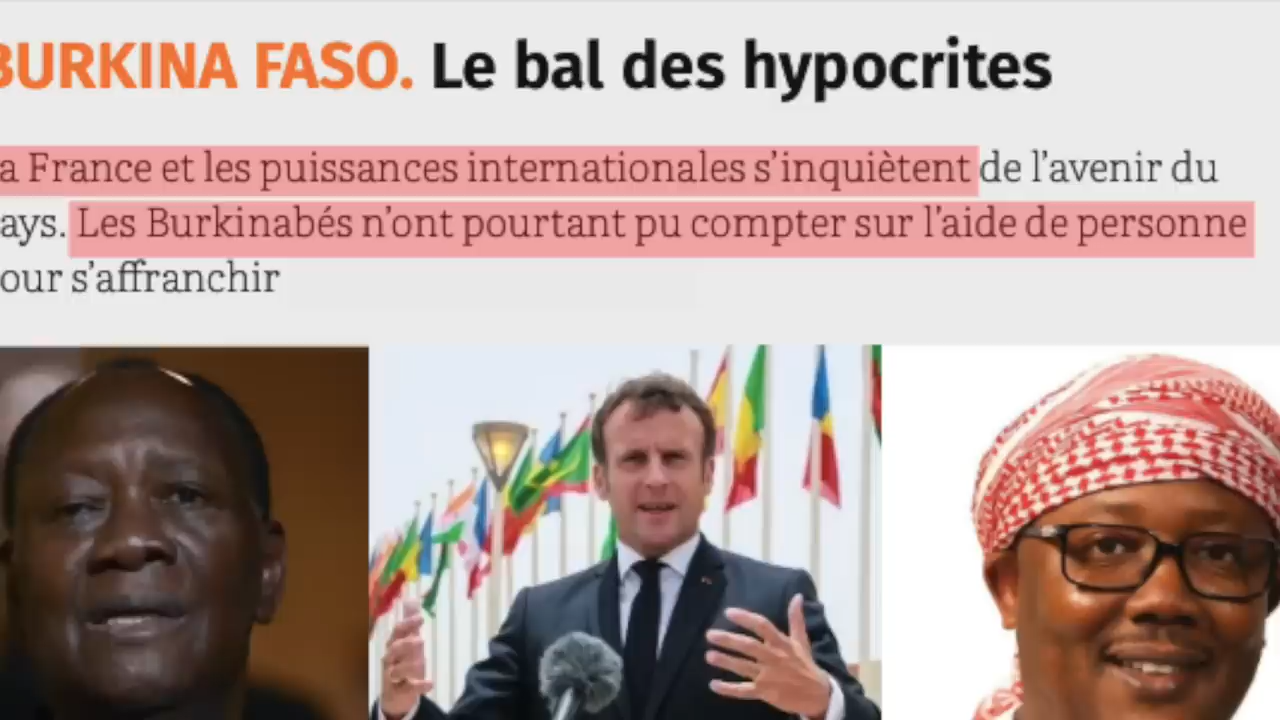 BURKINA FASO. Le bal des hypocrites
a France et les puissances internationales s'inquiètent de l'avenir du
ays. Les Burkinabés n'ont pourtant pu compter sur l'aide de personne
our s'affranchir